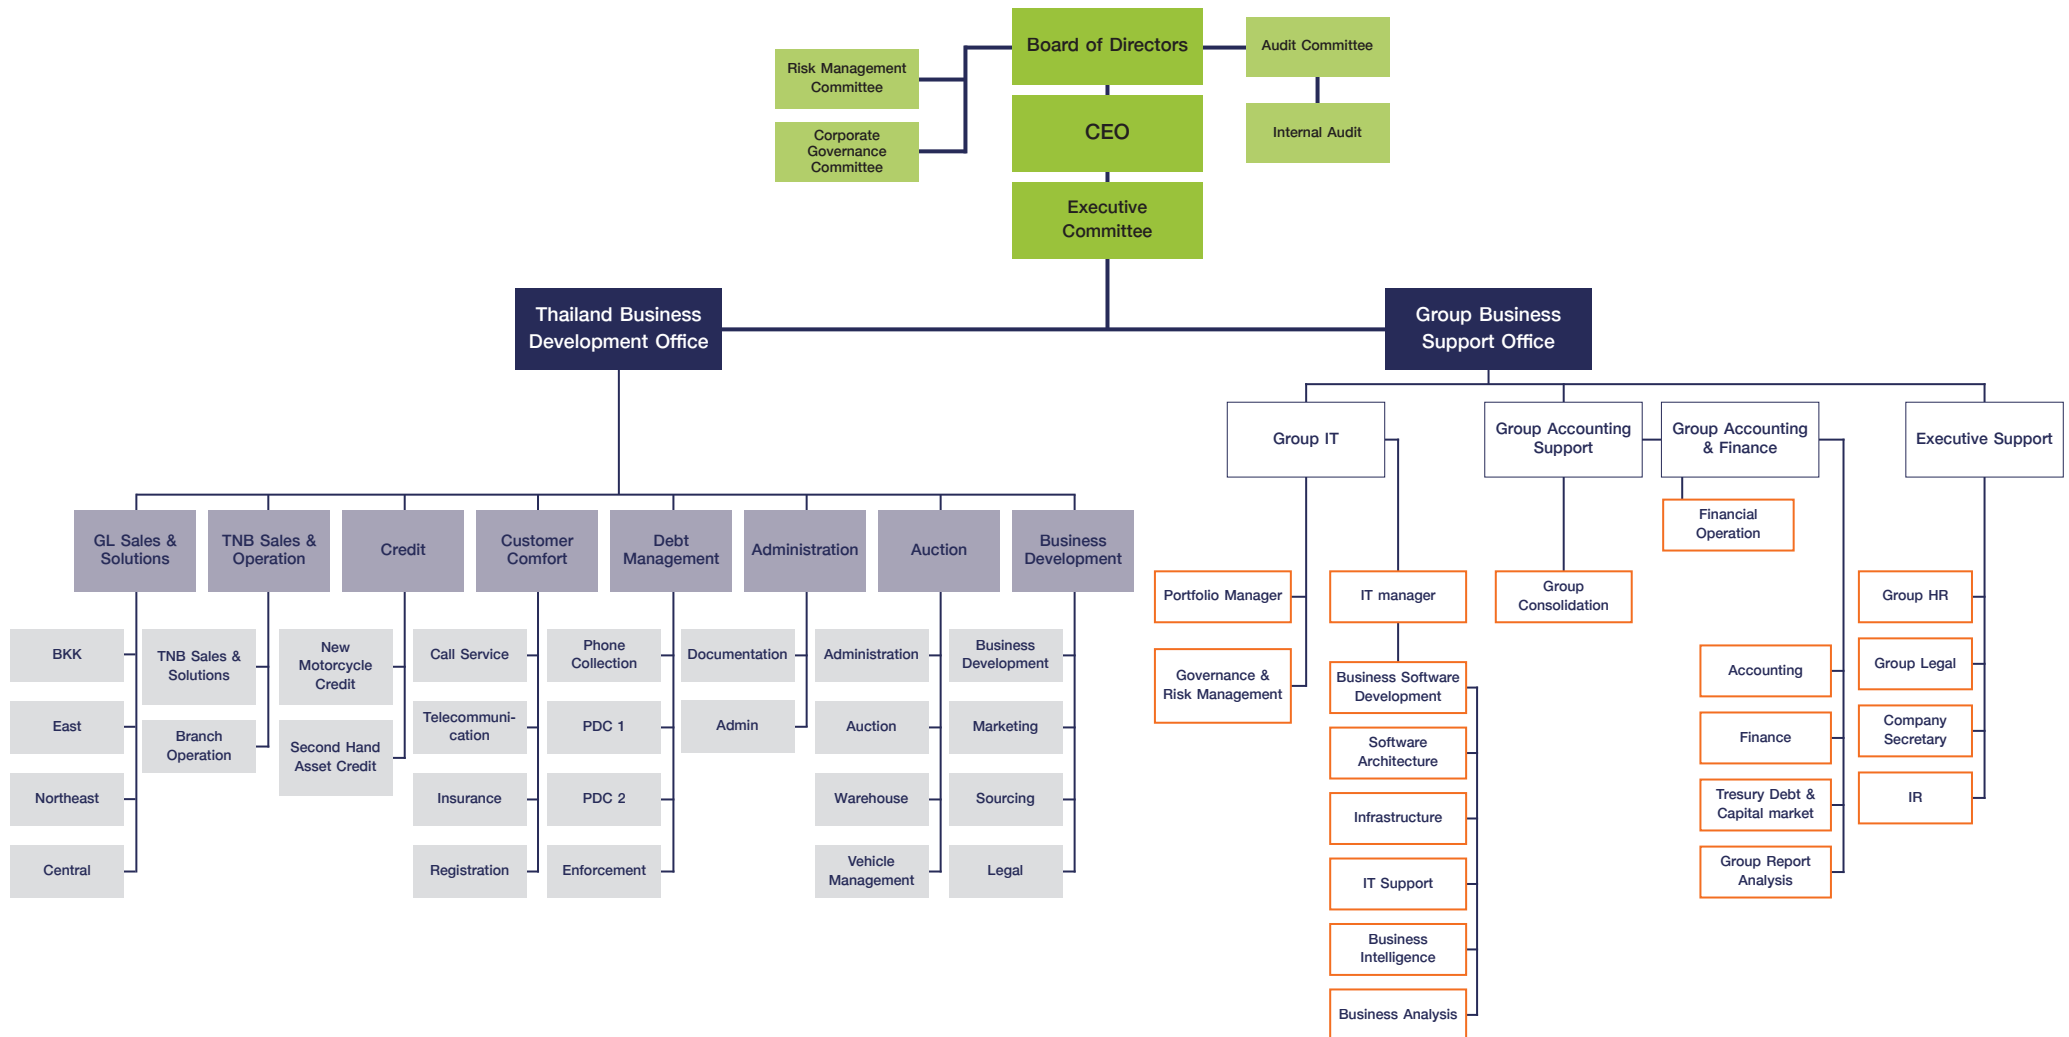 Board of Directors
Audit Committee
Risk Management
Committee
CEO
Internal Audit
Corporate
Governance
Committee
Executive
Committee
Thailand Business
Development Office
Group Business
Support Office
Group IT
Group Accounting
Support
Group Accounting
& Finance
Executive Support
GL Sales &
Solutions
TNB Sales &
Operation
Credit
Customer
Comfort
Debt
Management
Administration
Auction
Business
Development
BKK
East
Northeast
Central
TNB Sales &
Solutions
Branch
Operation
New
Motorcycle
Credit
Second Hand
Asset Credit
Call Service
Telecommuni-
cation
Insurance
Registration
Phone
Collection
PDC 1
PDC 2
Enforcement
Documentation
Admin
Administration
Auction
Warehouse
Vehicle
Management
Business
Development
Marketing
Sourcing
Legal
Portfolio Manager
Governance &
Risk Management
IT manager
Business Software
Development
Software
Architecture
Infrastructure
IT Support
Business
Intelligence
Business Analysis
Group
Consolidation
Financial
Operation
Accounting
Finance
Tresury Debt &
Capital market
Group Report
Analysis
Group HR
Group Legal
Company
Secretary
IR